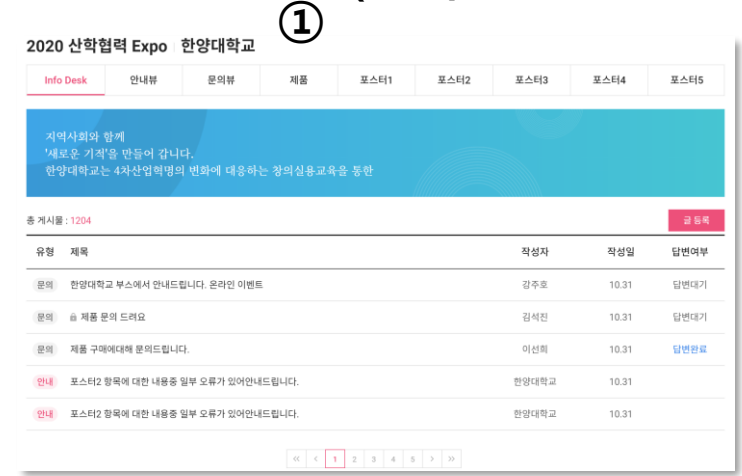 ①
2020 산학협력 Expo 한양대학교
Info Desk 안내뷰 문의뷰 제품 포스터1 포스터2 포스터3 포스터4 포스터5
지역사회와 함께
'새로운 기적'을 만들어 갑니다.
한양대학교는 4차산업혁명의 변화에 대응하는 창의실용교육을 통한
총 게시물 : 1204 글 등록
유형 제목 작성자 작성일 답변여부
문의 한양대학교 부스에서 안내드립니다. 온라인 이벤트 강주호 10.31 답변대기
문의 제품 문의 드려요 김석진 10.31 답변대기
문의 제품 구매에대해 문의드립니다. 이선희 10.31 답변완료
안내 포스터2 항목에 대한 내용중 일부 오류가 있어안내드립니다. 한양대학교 10.31
안내 포스터2 항목에 대한 내용중 일부 오류가 있어안내드립니다. 한양대학교 10.31
« < 1 2 3 4 5 > »